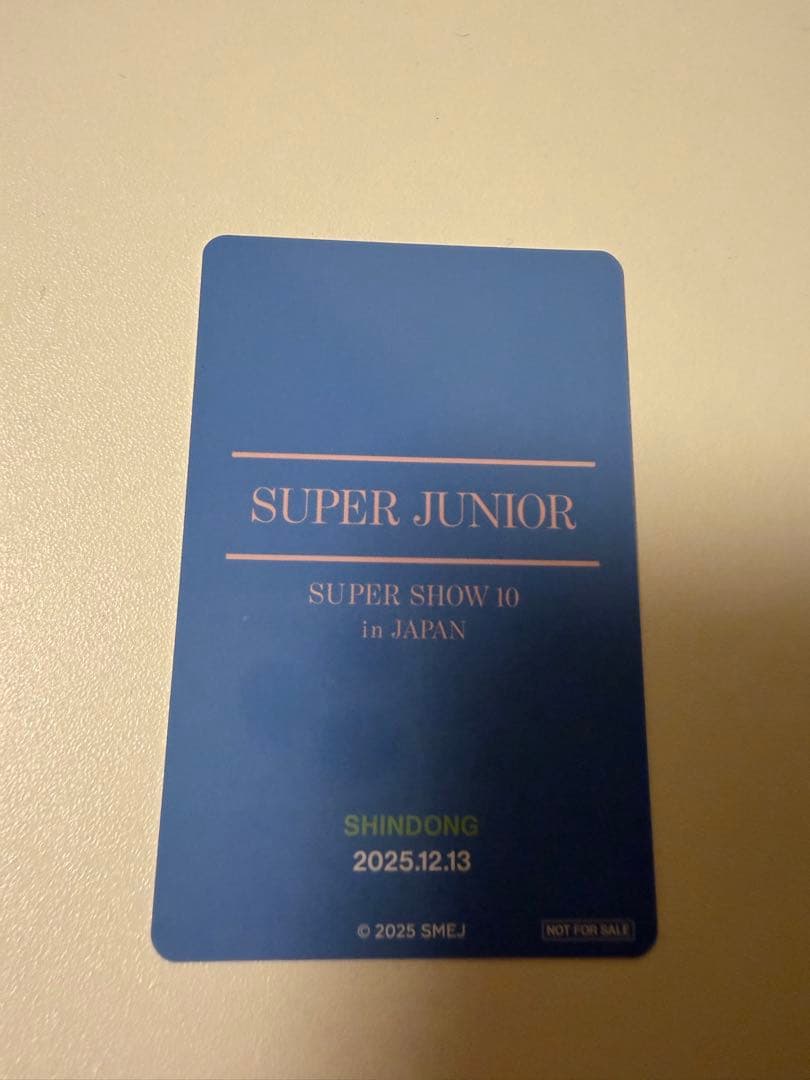 SUPER JUNIOR
SUPER SHOW 10
in JAPAN
SHINDONG
2025.12.13
© 2025 SMEJ
NOT FOR SALE